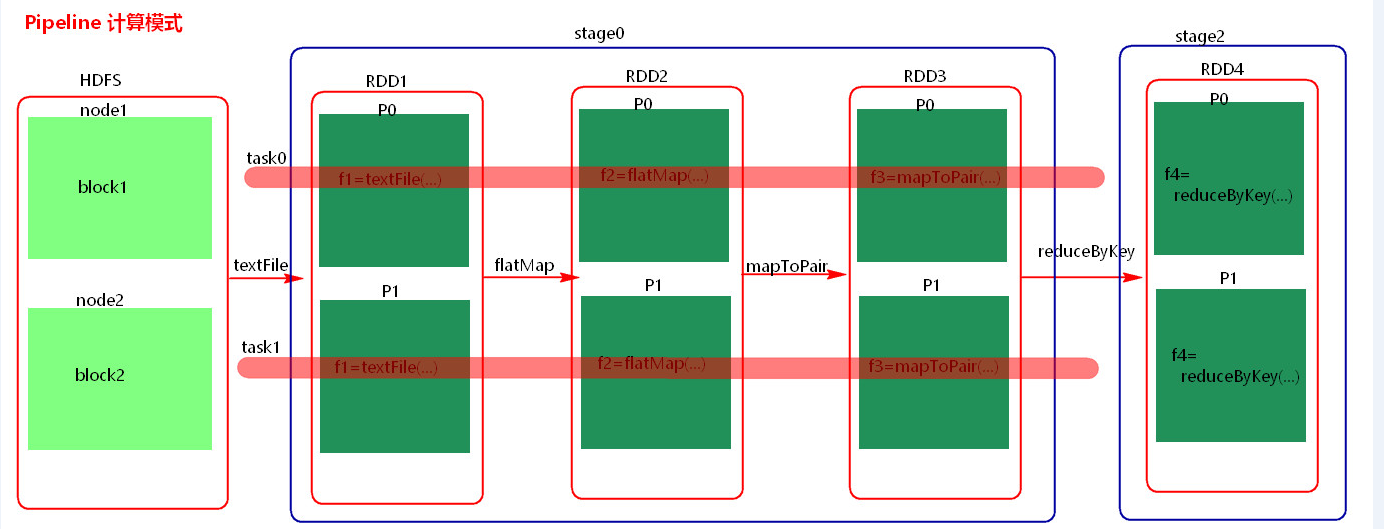 Pipeline 计算模式
stage0
stage2
HDFS
RDD1
RDD2
RDD3
RDD4
node1
P0
P0
P0
P0
block1
task0
f1=textFile(...)
f2=flatMap(...)
f3=mapToPair(...)
f4=
reduceByKey(...)
textFile
flatMap
mapToPair
reduceByKey
node2
P1
P1
P1
P1
block2
task1
f1=textFile(...)
f2=flatMap(...)
f3=mapToPair(...)
f4=
reduceByKey(...)